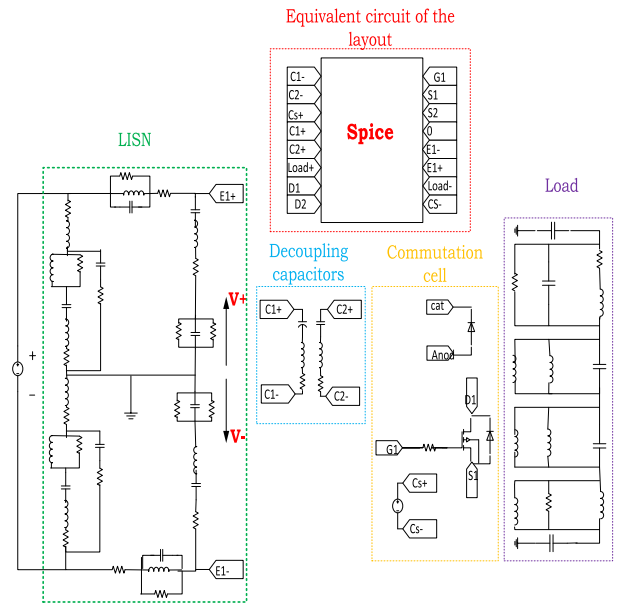 Equivalent circuit of the
layout
C1-
C2-
Cs+
C1+
C2+
Load+
D1
D2
Spice
G1
S1
S2
0
E1-
E1+
Load-
CS-
LISN
E1+
V+
V-
+
–
E1-
Decoupling
capacitors
C1+
C2+
C1-
C2-
Commutation
cell
cat
Anod
D1
G1
S1
Cs+
Cs-
Load